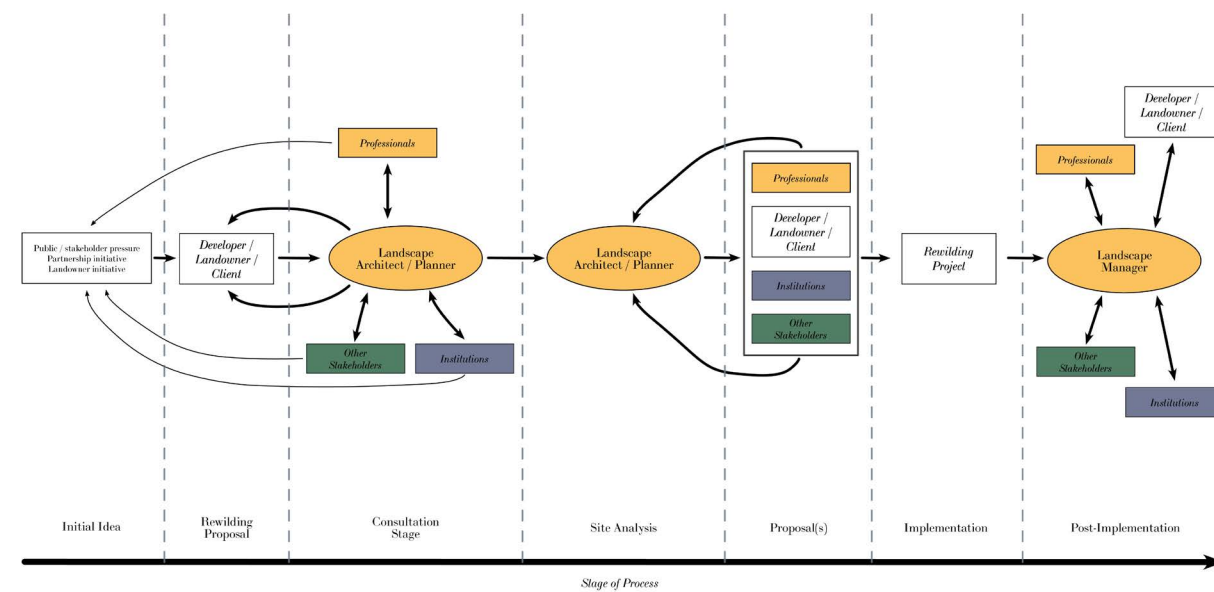 Public / stakeholder pressure
Partnership initiative
Landowner initiative
Developer /
Landowner /
Client
Professionals
Landscape
Architect / Planner
Other
Stakeholders
Institutions
Landscape
Architect / Planner
Professionals
Developer /
Landowner /
Client
Institutions
Other
Stakeholders
Rewilding
Project
Developer /
Landowner /
Client
Professionals
Landscape
Manager
Other
Stakeholders
Institutions
Initial Idea
Rewilding
Proposal
Consultation
Stage
Site Analysis
Proposal(s)
Implementation
Post-Implementation
Stage of Process